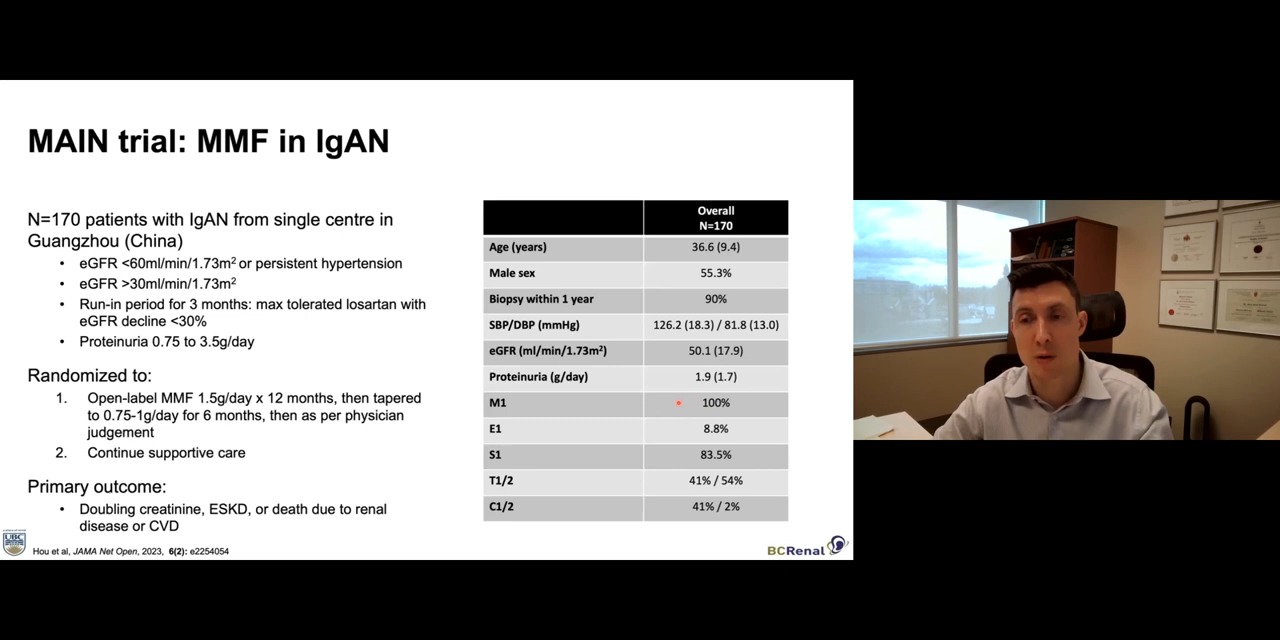 MAIN trial: MMF in IgAN
N=170 patients with IgAN from single centre in
Guangzhou (China)
• eGFR <60ml/min/1.73m² or persistent hypertension
• eGFR >30ml/min/1.73m²
• Run-in period for 3 months: max tolerated losartan with
eGFR decline <30%
• Proteinuria 0.75 to 3.5g/day
Randomized to:
1. Open-label MMF 1.5g/day x 12 months, then tapered
to 0.75-1g/day for 6 months, then as per physician
judgement
2. Continue supportive care
Primary outcome:
• Doubling creatinine, ESKD, or death due to renal
disease or CVD
UBC
Hou et al, JAMA Net Open, 2023, 6(2): e2254054
Overall
N=170
Age (years) 36.6 (9.4)
Male sex 55.3%
Biopsy within 1 year 90%
SBP/DBP (mmHg) 126.2 (18.3) / 81.8 (13.0)
eGFR (ml/min/1.73m²) 50.1 (17.9)
Proteinuria (g/day) 1.9 (1.7)
M1 100%
E1 8.8%
S1 83.5%
T1/2 41% / 54%
C1/2 41% / 2%
BCRenal